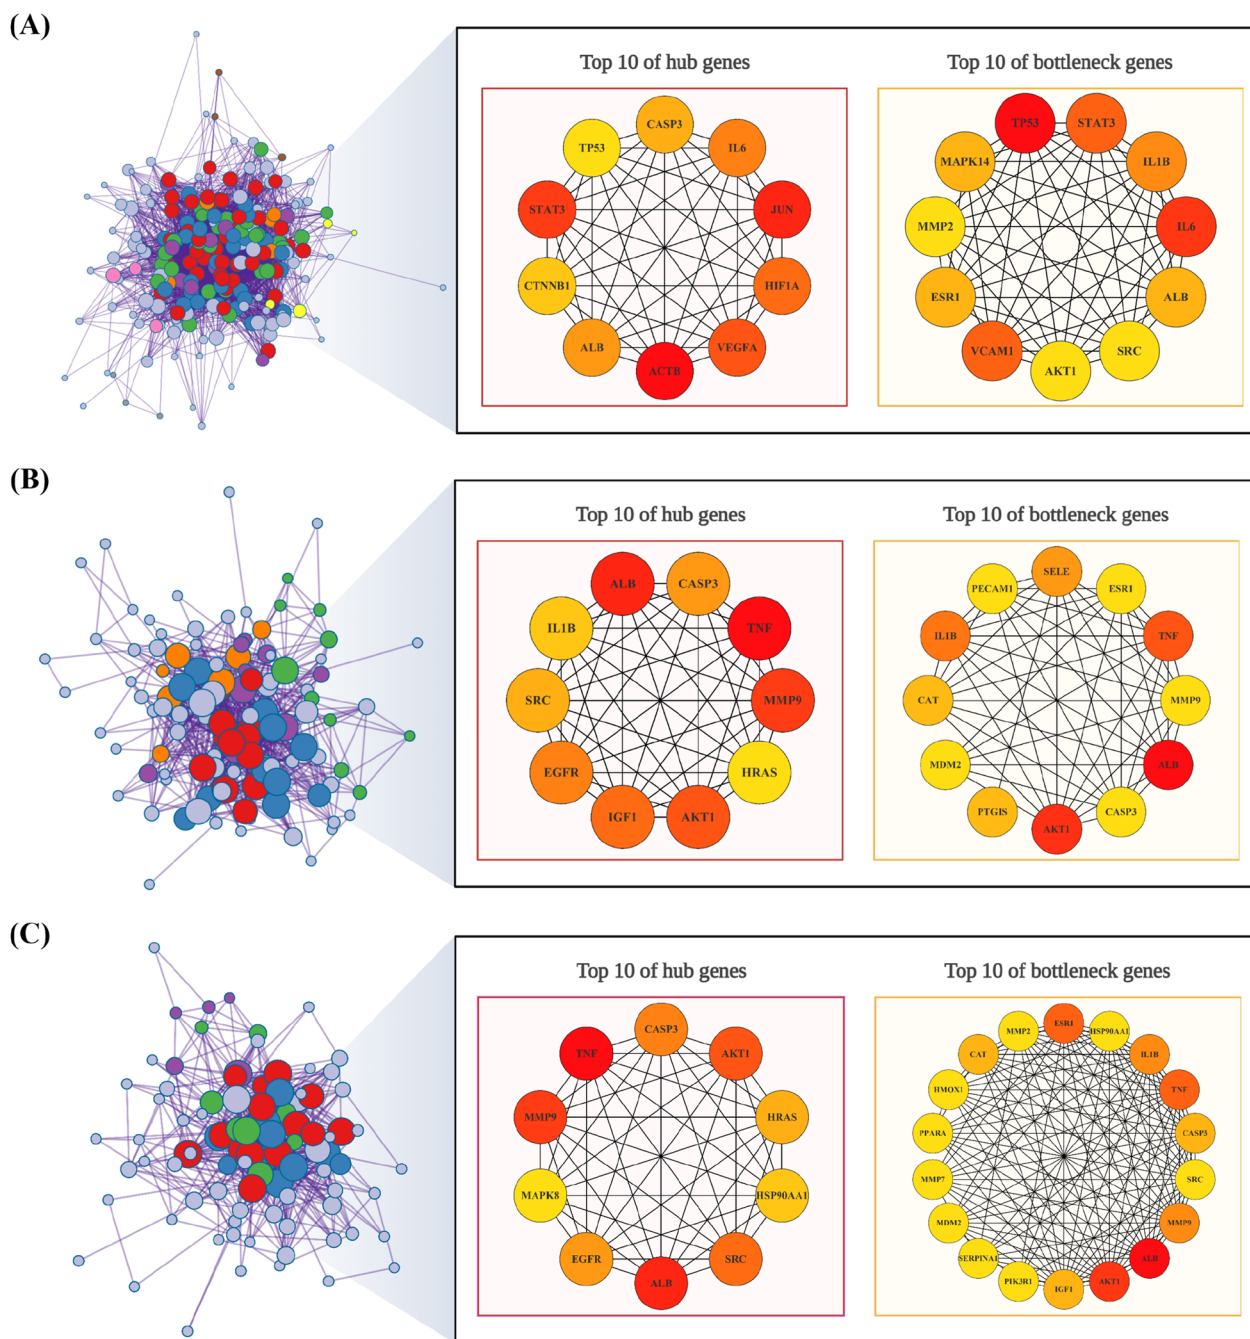 (A)
Top 10 of hub genes
CASP3
TP53
IL6
STAT3
JUN
CTNNB1
HIF1A
ALB
VEGFA
ACTB
Top 10 of bottleneck genes
TP53
STAT3
MAPK14
IL1B
MMP2
IL6
ESR1
ALB
VCAM1
SRC
AKT1
(B)
Top 10 of hub genes
ALB
CASP3
IL1B
TNF
SRC
MMP9
EGFR
HRAS
IGF1
AKT1
Top 10 of bottleneck genes
SELE
PECAM1
ESR1
IL1B
TNF
CAT
MMP9
MDM2
ALB
PTGIS
CASP3
AKT1
(C)
Top 10 of hub genes
CASP3
TNF
AKT1
MMP9
HRAS
MAPK8
HSP90AA1
EGFR
SRC
ALB
Top 10 of bottleneck genes
ESR1
MMP2
HSP90AA1
CAT
IL1B
HMOX1
TNF
PPARA
CASP3
MMP7
SRC
MDM2
MMP9
SERPINA1
ALB
PIK3R1
AKT1
IGF1